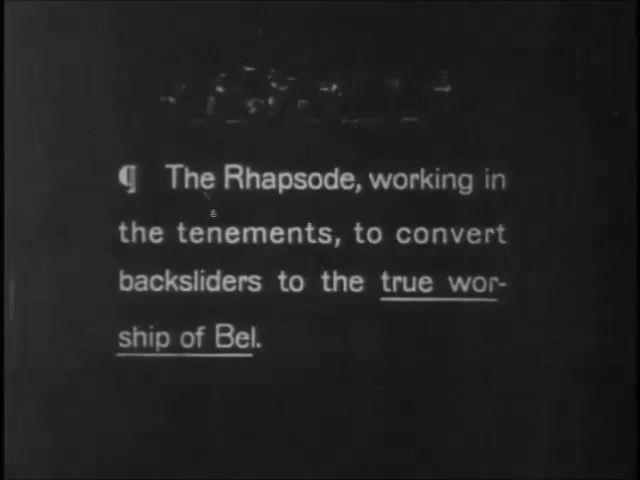 ¶ The Rhapsode, working in
the tenements, to convert
backsliders to the true wor-
ship of Bel.